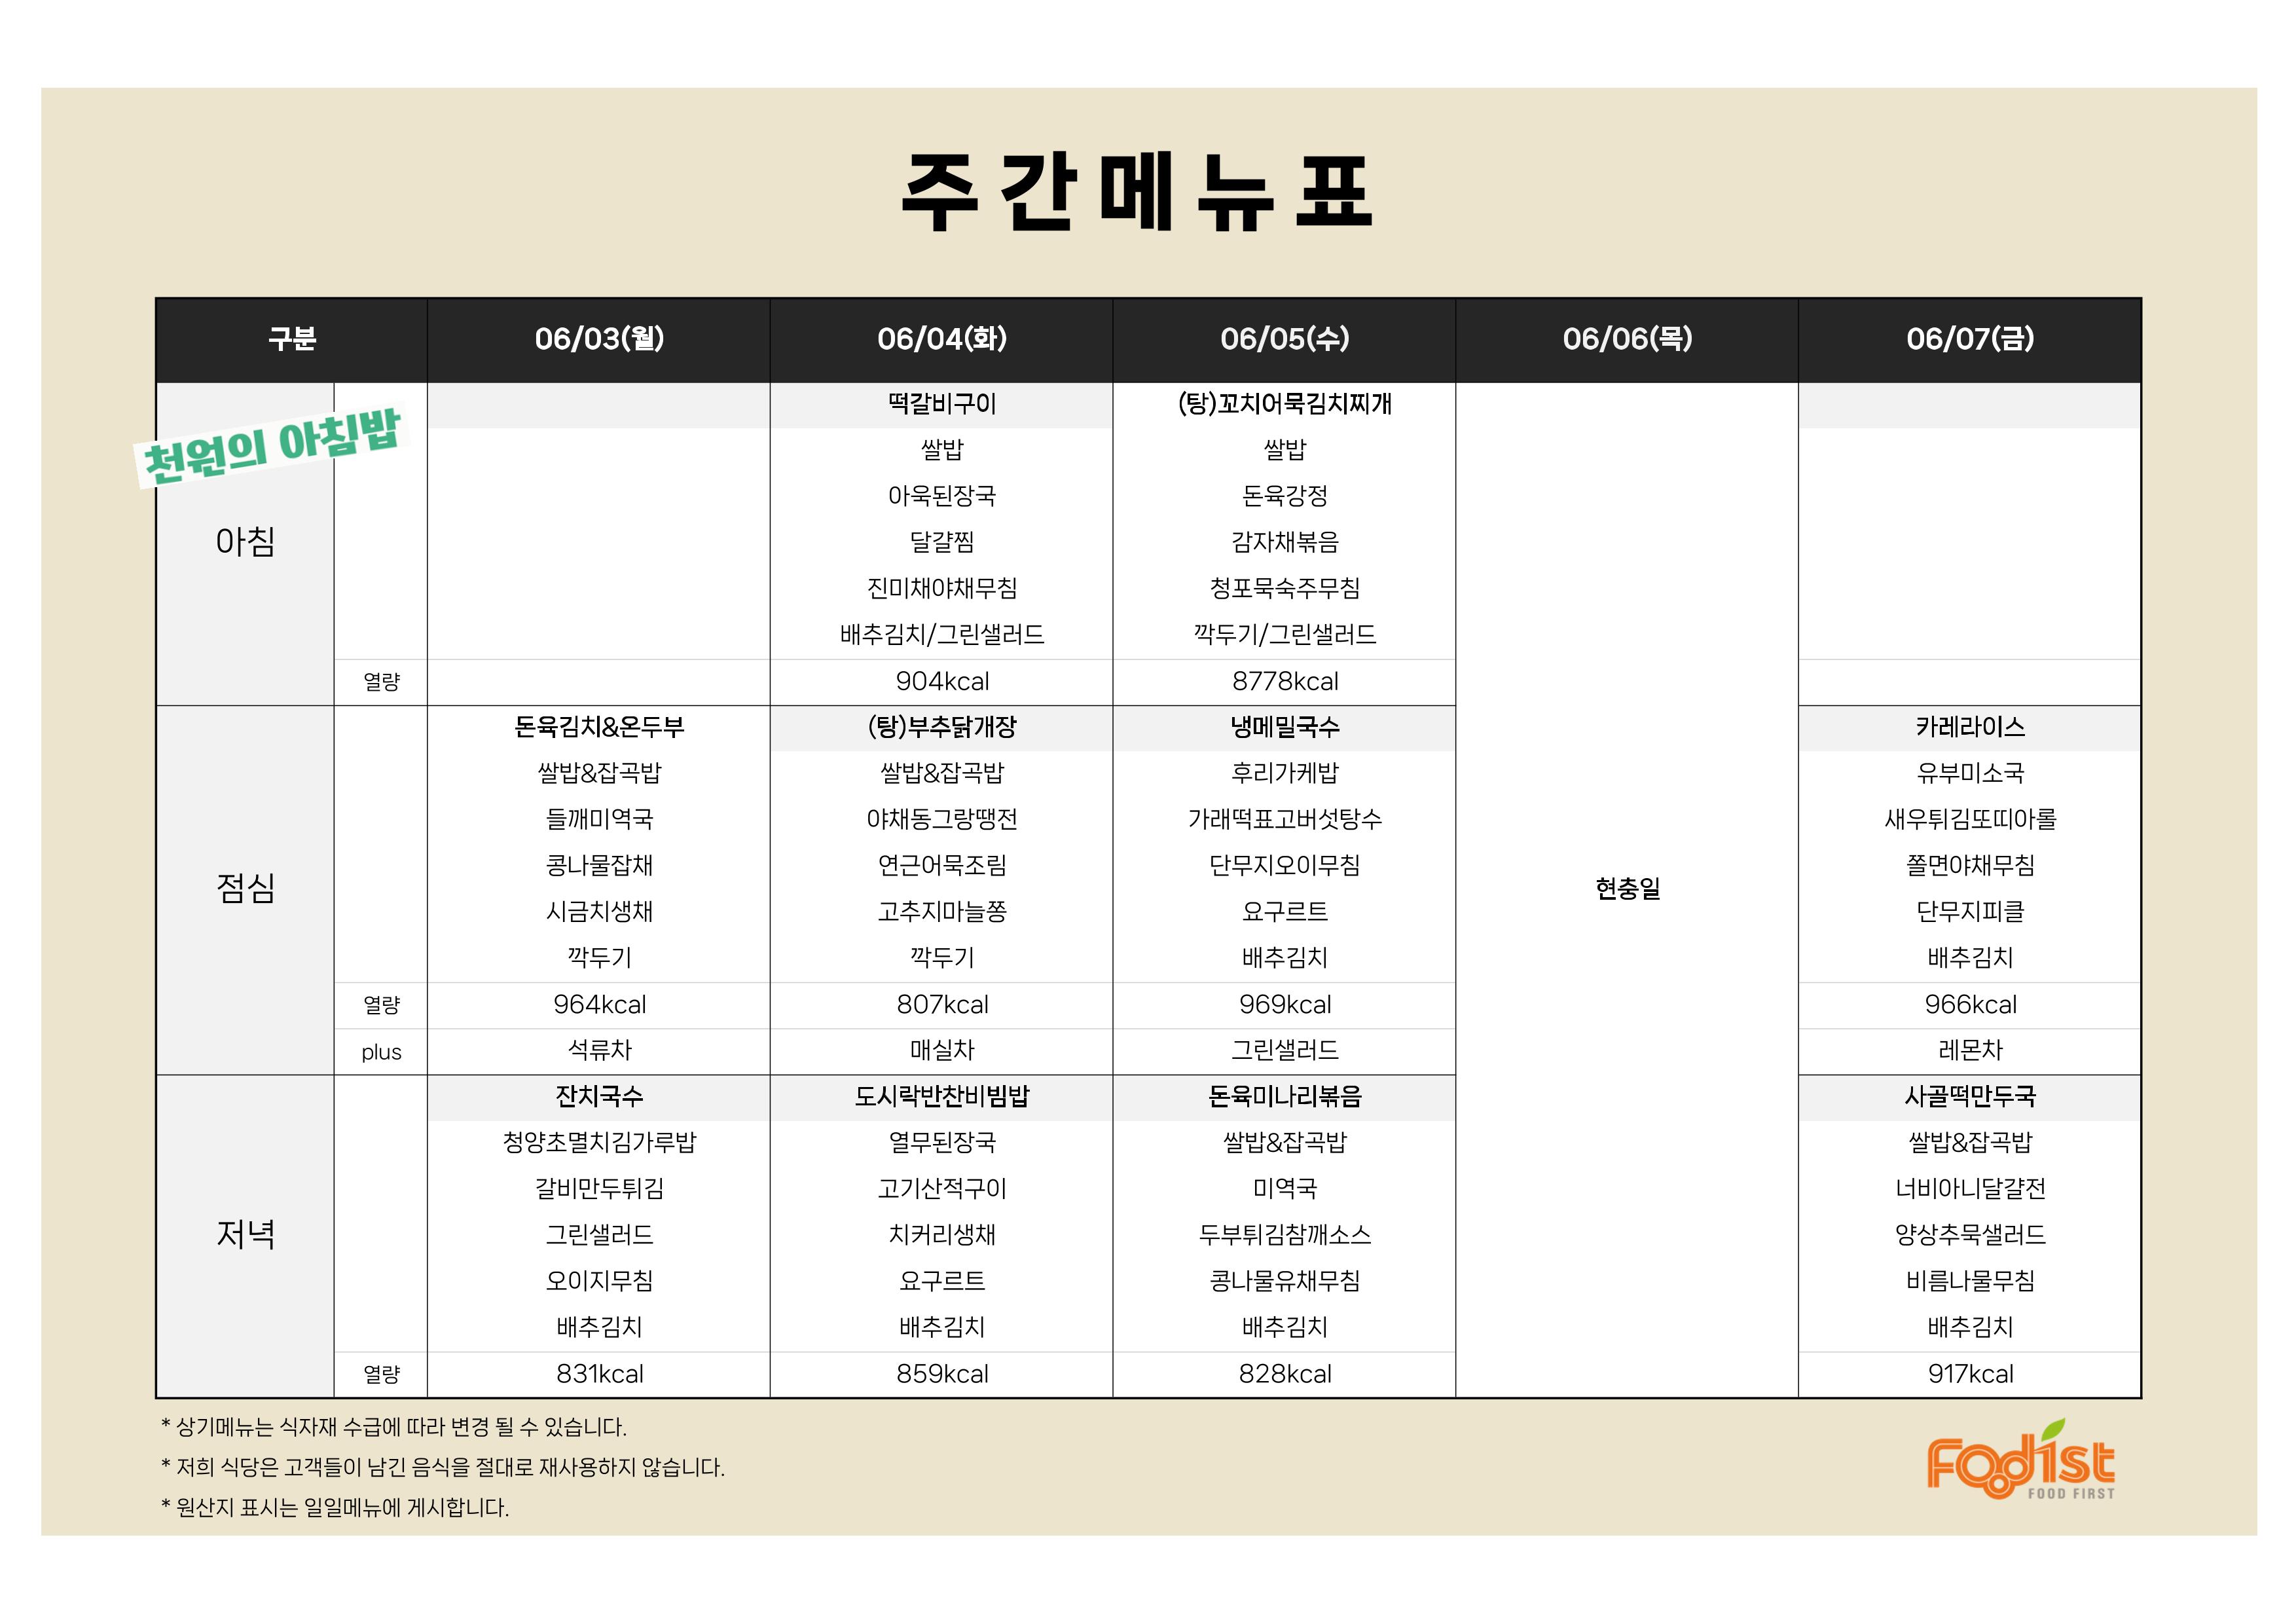 주간메뉴표
구분 06/03(월) 06/04(화) 06/05(수) 06/06(목) 06/07(금)
천원의 아침밥
아침
떡갈비구이 (탕)꼬치어묵김치찌개
쌀밥 쌀밥
아욱된장국 돈육강정
달걀찜 감자채볶음
진미채야채무침 청포묵숙주무침
배추김치/그린샐러드 깍두기/그린샐러드
열량 904kcal 8778kcal
점심
돈육김치&온두부 (탕)부추닭개장 냉메밀국수 카레라이스
쌀밥&잡곡밥 쌀밥&잡곡밥 후리가케밥 유부미소국
들깨미역국 야채동그랑땡전 가래떡표고버섯탕수 새우튀김또띠아롤
콩나물잡채 연근어묵조림 단무지오이무침 쫄면야채무침
현충일
시금치생채 고추지마늘쫑 요구르트 단무지피클
깍두기 깍두기 배추김치 배추김치
열량 964kcal 807kcal 969kcal 966kcal
plus 석류차 매실차 그린샐러드 레몬차
저녁
잔치국수 도시락반찬비빔밥 돈육미나리볶음 사골떡만두국
청양초멸치김가루밥 열무된장국 쌀밥&잡곡밥 쌀밥&잡곡밥
갈비만두튀김 고기산적구이 미역국 너비아니달걀전
그린샐러드 치커리생채 두부튀김참깨소스 양상추묵샐러드
오이지무침 요구르트 콩나물유채무침 비름나물무침
배추김치 배추김치 배추김치 배추김치
열량 831kcal 859kcal 828kcal 917kcal
* 상기메뉴는 식자재 수급에 따라 변경 될 수 있습니다.
* 저희 식당은 고객들이 남긴 음식을 절대로 재사용하지 않습니다.
* 원산지 표시는 일일메뉴에 게시합니다.
Foodist
FOOD FIRST